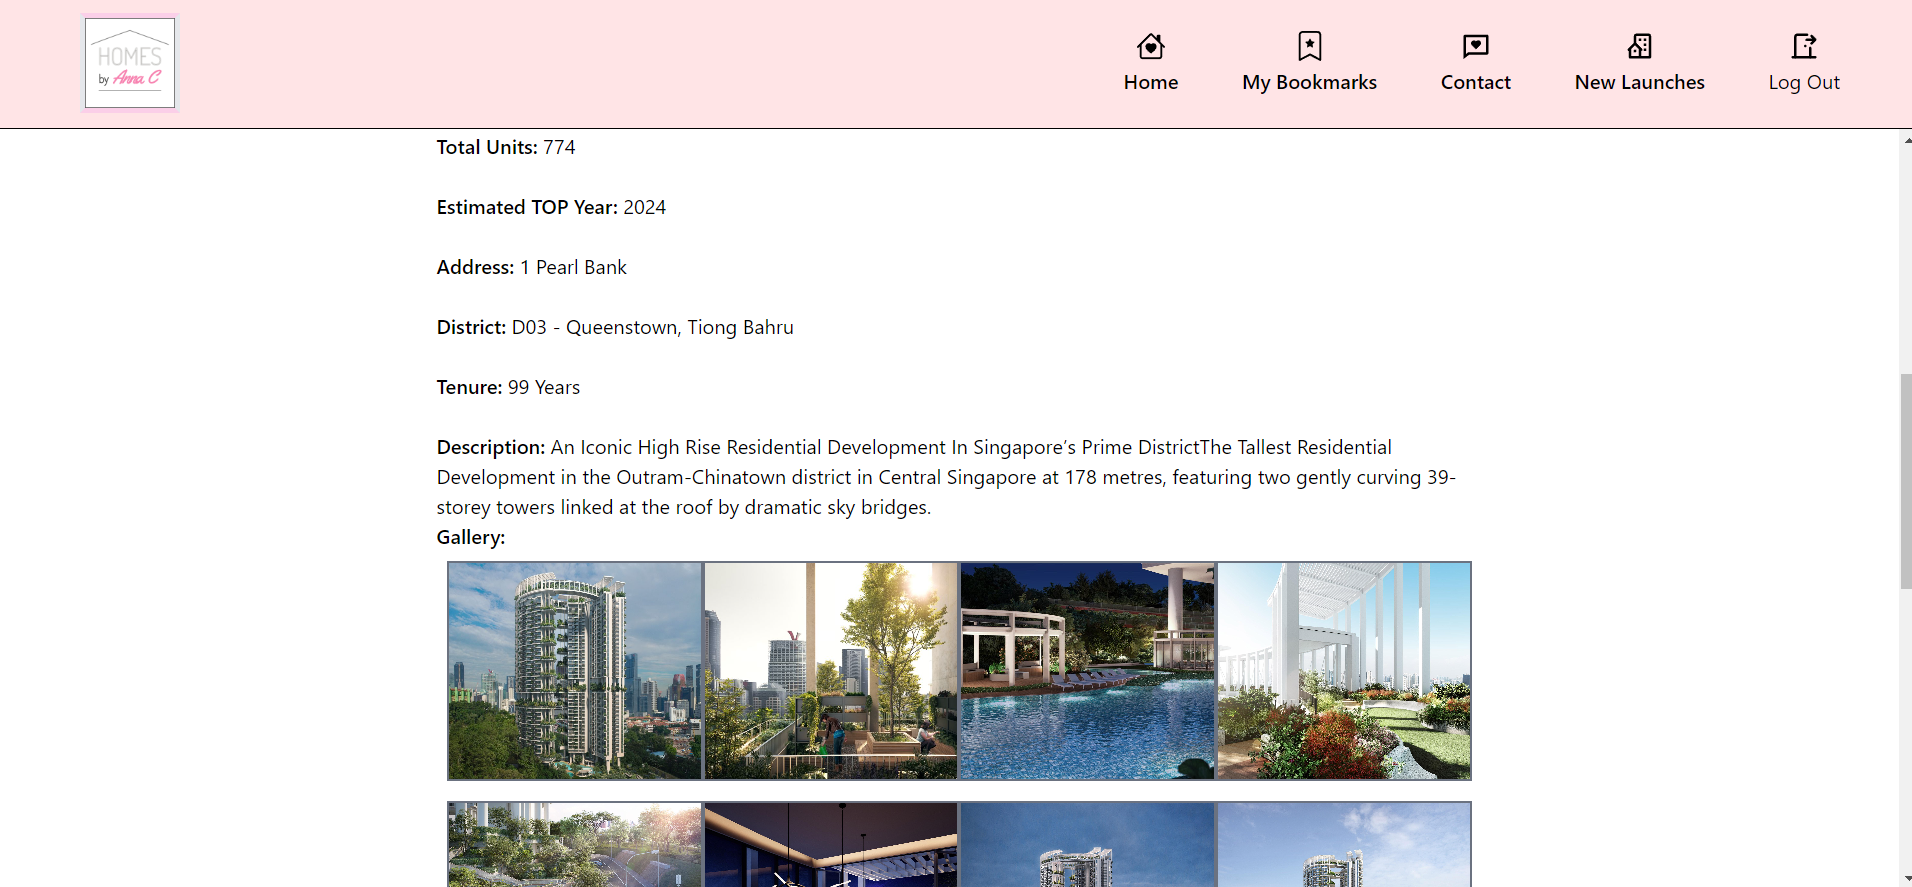 HOMES
by Anna C
Home
My Bookmarks
Contact
New Launches
Log Out
Total Units: 774
Estimated TOP Year: 2024
Address: 1 Pearl Bank
District: D03 - Queenstown, Tiong Bahru
Tenure: 99 Years
Description: An Iconic High Rise Residential Development In Singapore’s Prime DistrictThe Tallest Residential
Development in the Outram-Chinatown district in Central Singapore at 178 metres, featuring two gently curving 39-
storey towers linked at the roof by dramatic sky bridges.
Gallery: